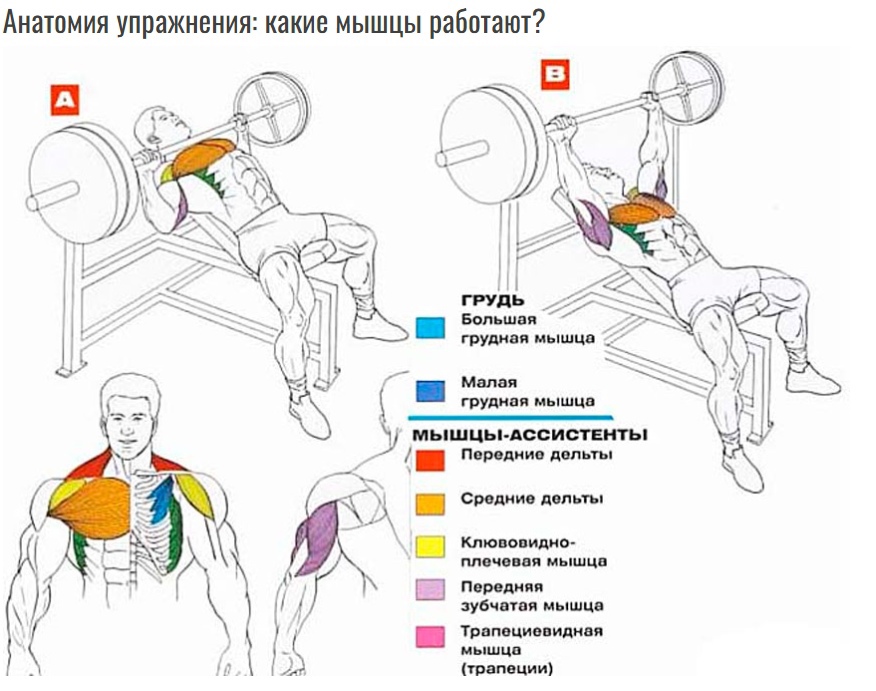 Анатомия упражнения: какие мышцы работают?
A
B
ГРУДЬ
Большая
грудная мышца
Малая
грудная мышца
МЫШЦЫ-АССИСТЕНТЫ
Передние дельты
Средние дельты
Клювовидно-
плечевая мышца
Передняя
зубчатая мышца
Трапециевидная
мышца
(трапеции)